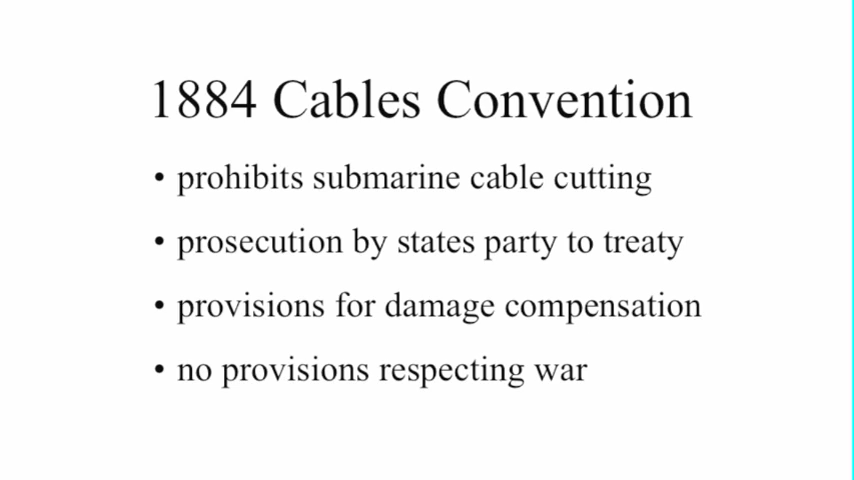 1884 Cables Convention
• prohibits submarine cable cutting
• prosecution by states party to treaty
• provisions for damage compensation
• no provisions respecting war